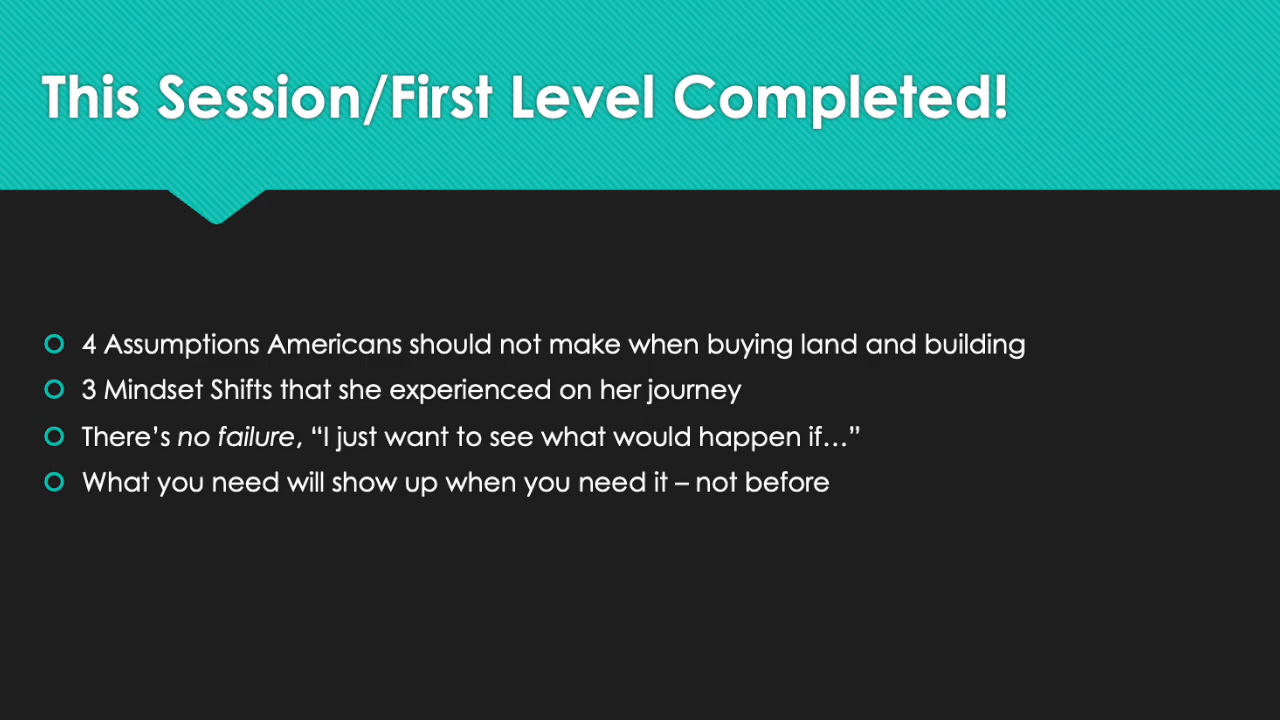 This Session/First Level Completed!
4 Assumptions Americans should not make when buying land and building
3 Mindset Shifts that she experienced on her journey
There’s no failure, “I just want to see what would happen if…”
What you need will show up when you need it – not before